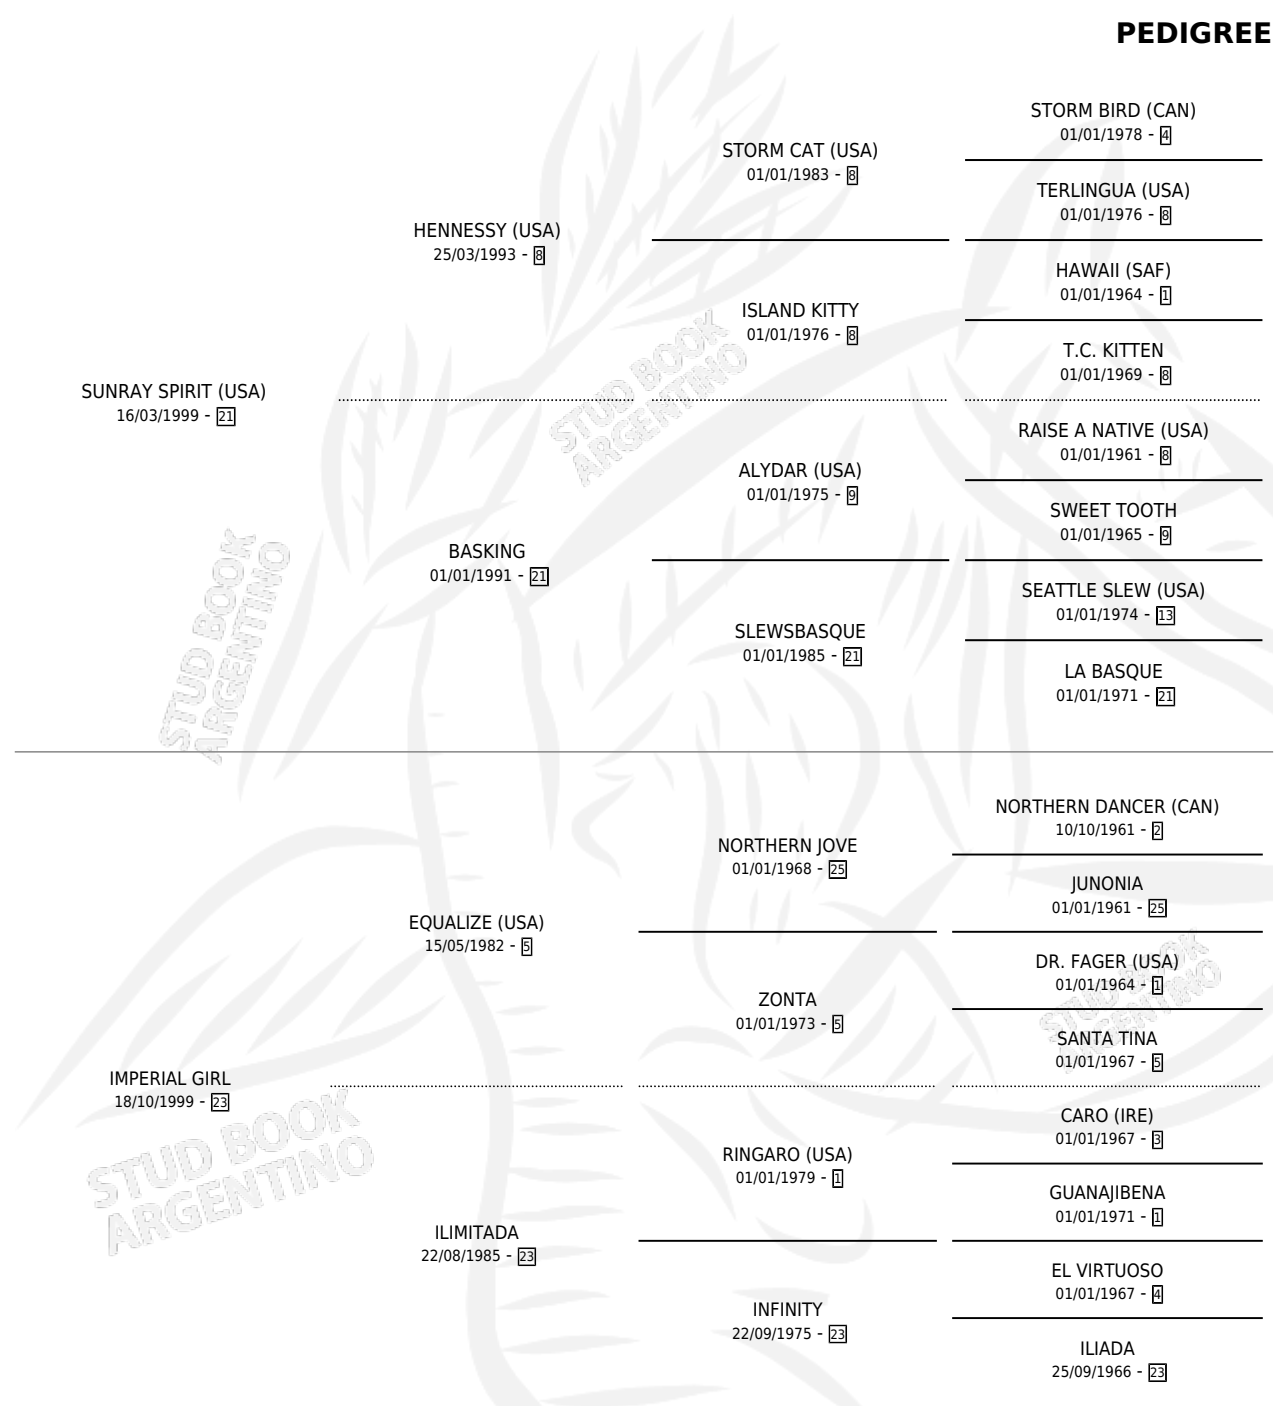 PEDIGREE
STORM BIRD (CAN)
01/01/1978 - 4
STORM CAT (USA)
01/01/1983 - 8
TERLINGUA (USA)
01/01/1976 - 8
HENNESSY (USA)
25/03/1993 - 8
HAWAII (SAF)
01/01/1964 - 1
ISLAND KITTY
01/01/1976 - 8
T.C. KITTEN
01/01/1969 - 8
SUNRAY SPIRIT (USA)
16/03/1999 - 21
RAISE A NATIVE (USA)
01/01/1961 - 8
ALYDAR (USA)
01/01/1975 - 9
SWEET TOOTH
01/01/1965 - 9
BASKING
01/01/1991 - 21
SEATTLE SLEW (USA)
01/01/1974 - 13
SLEWSBASQUE
01/01/1985 - 21
LA BASQUE
01/01/1971 - 21
NORTHERN DANCER (CAN)
10/10/1961 - 2
NORTHERN JOVE
01/01/1968 - 25
JUNONIA
01/01/1961 - 25
EQUALIZE (USA)
15/05/1982 - 5
DR. FAGER (USA)
01/01/1964 - 1
ZONTA
01/01/1973 - 5
SANTA TINA
01/01/1967 - 5
IMPERIAL GIRL
18/10/1999 - 23
CARO (IRE)
01/01/1967 - 3
RINGARO (USA)
01/01/1979 - 1
GUANAJIBENA
01/01/1971 - 1
ILIMITADA
22/08/1985 - 23
EL VIRTUOSO
01/01/1967 - 4
INFINITY
22/09/1975 - 23
ILIADA
25/09/1966 - 23
STUD BOOK
ARGENTINO
STUD BOOK
ARGENTINO
STUD BOOK
ARGENTINO
STUD BOOK
ARGENTINO